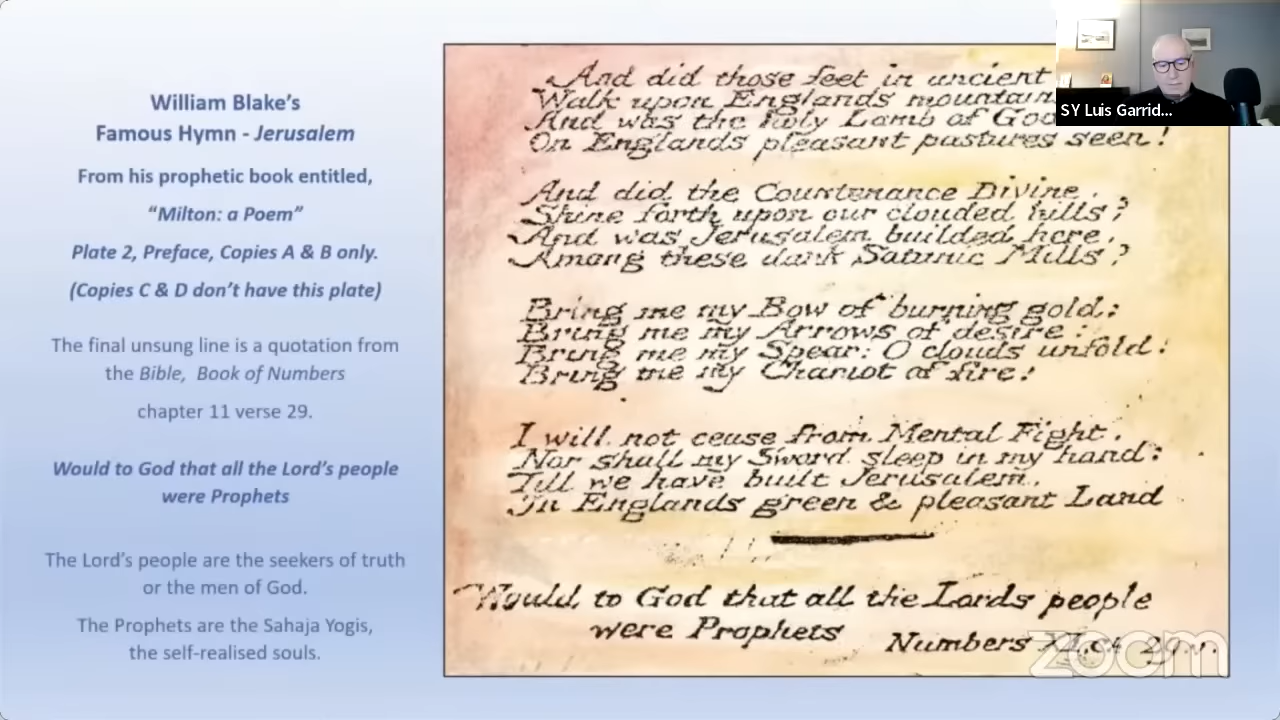 William Blake's
Famous Hymn - Jerusalem
From his prophetic book entitled,
“Milton: a Poem”
Plate 2, Preface, Copies A & B only.
(Copies C & D don't have this plate)
The final unsung line is a quotation from
the Bible, Book of Numbers
chapter 11 verse 29.
Would to God that all the Lord's people
were Prophets
The Lord's people are the seekers of truth
or the men of God.
The Prophets are the Sahaja Yogis,
the self-realised souls.
And did those feet in ancient
Walk upon Englands mountain
And was the holy Lamb of Go
On Englands pleasant pastures seen!
And did the Countenance Divine,
Shine forth upon our clouded hills?
And was Jerusalem builded here,
Among these dark Satanic Mills?
Bring me my Bow of burning gold:
Bring me my Arrows of desire:
Bring me my Spear: O clouds unfold!
Bring me my Chariot of fire!
I will not cease from Mental Fight,
Nor shall my Sword sleep in my hand:
Till we have built Jerusalem,
In Englands green & pleasant Land
Would to God that all the Lords people
were Prophets Numbers XI. ch 29 v.
SY Luis Garrid...
zoom